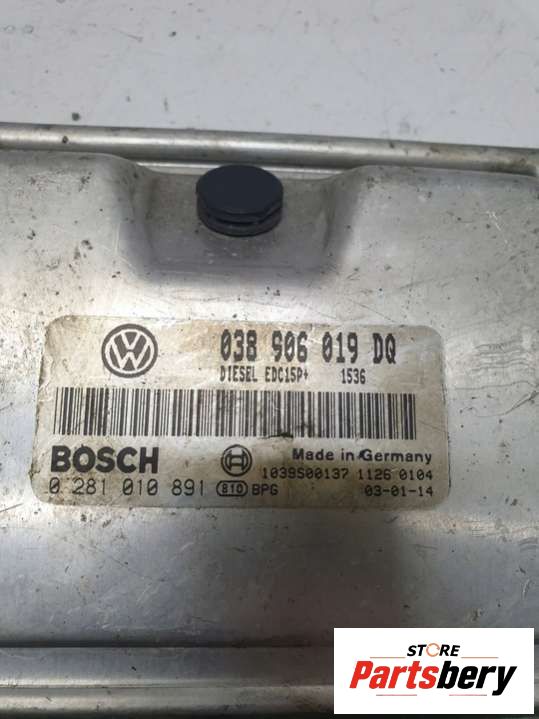 038 906 019 DQ
DIESEL EDC15P+ 1536
BOSCH
Made in Germany
1039S00137 1126 0104
0 281 010 891 810 BPG 03-01-14
STORE
Partsbery